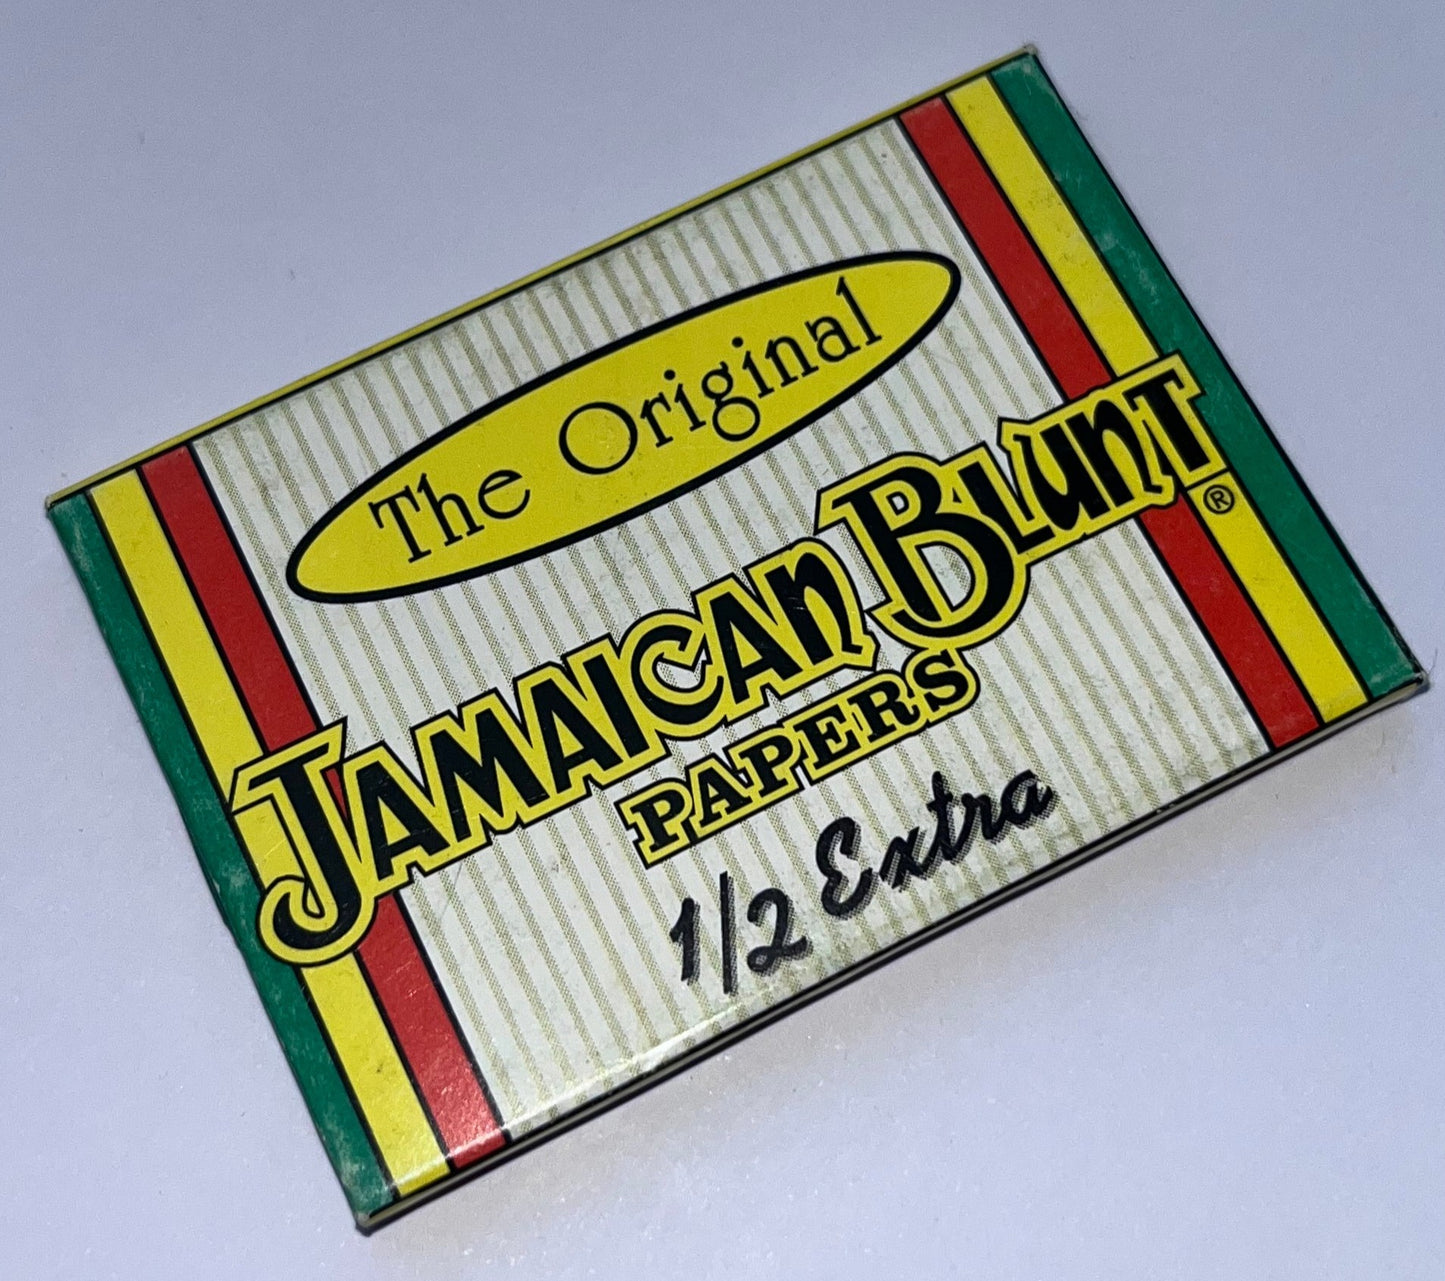 The Original
JAMAICAN BLUNT®
PAPERS
1/2 Extra